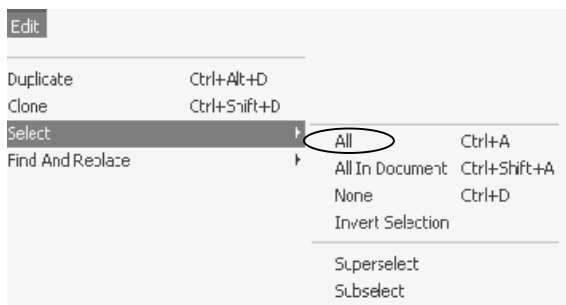 Edit
Duplicate Ctrl+Alt+D
Clone Ctrl+Shift+D
Select
Find And Replace
All Ctrl+A
All In Document Ctrl+Shift+A
None Ctrl+D
Invert Selection
Superselect
Subselect